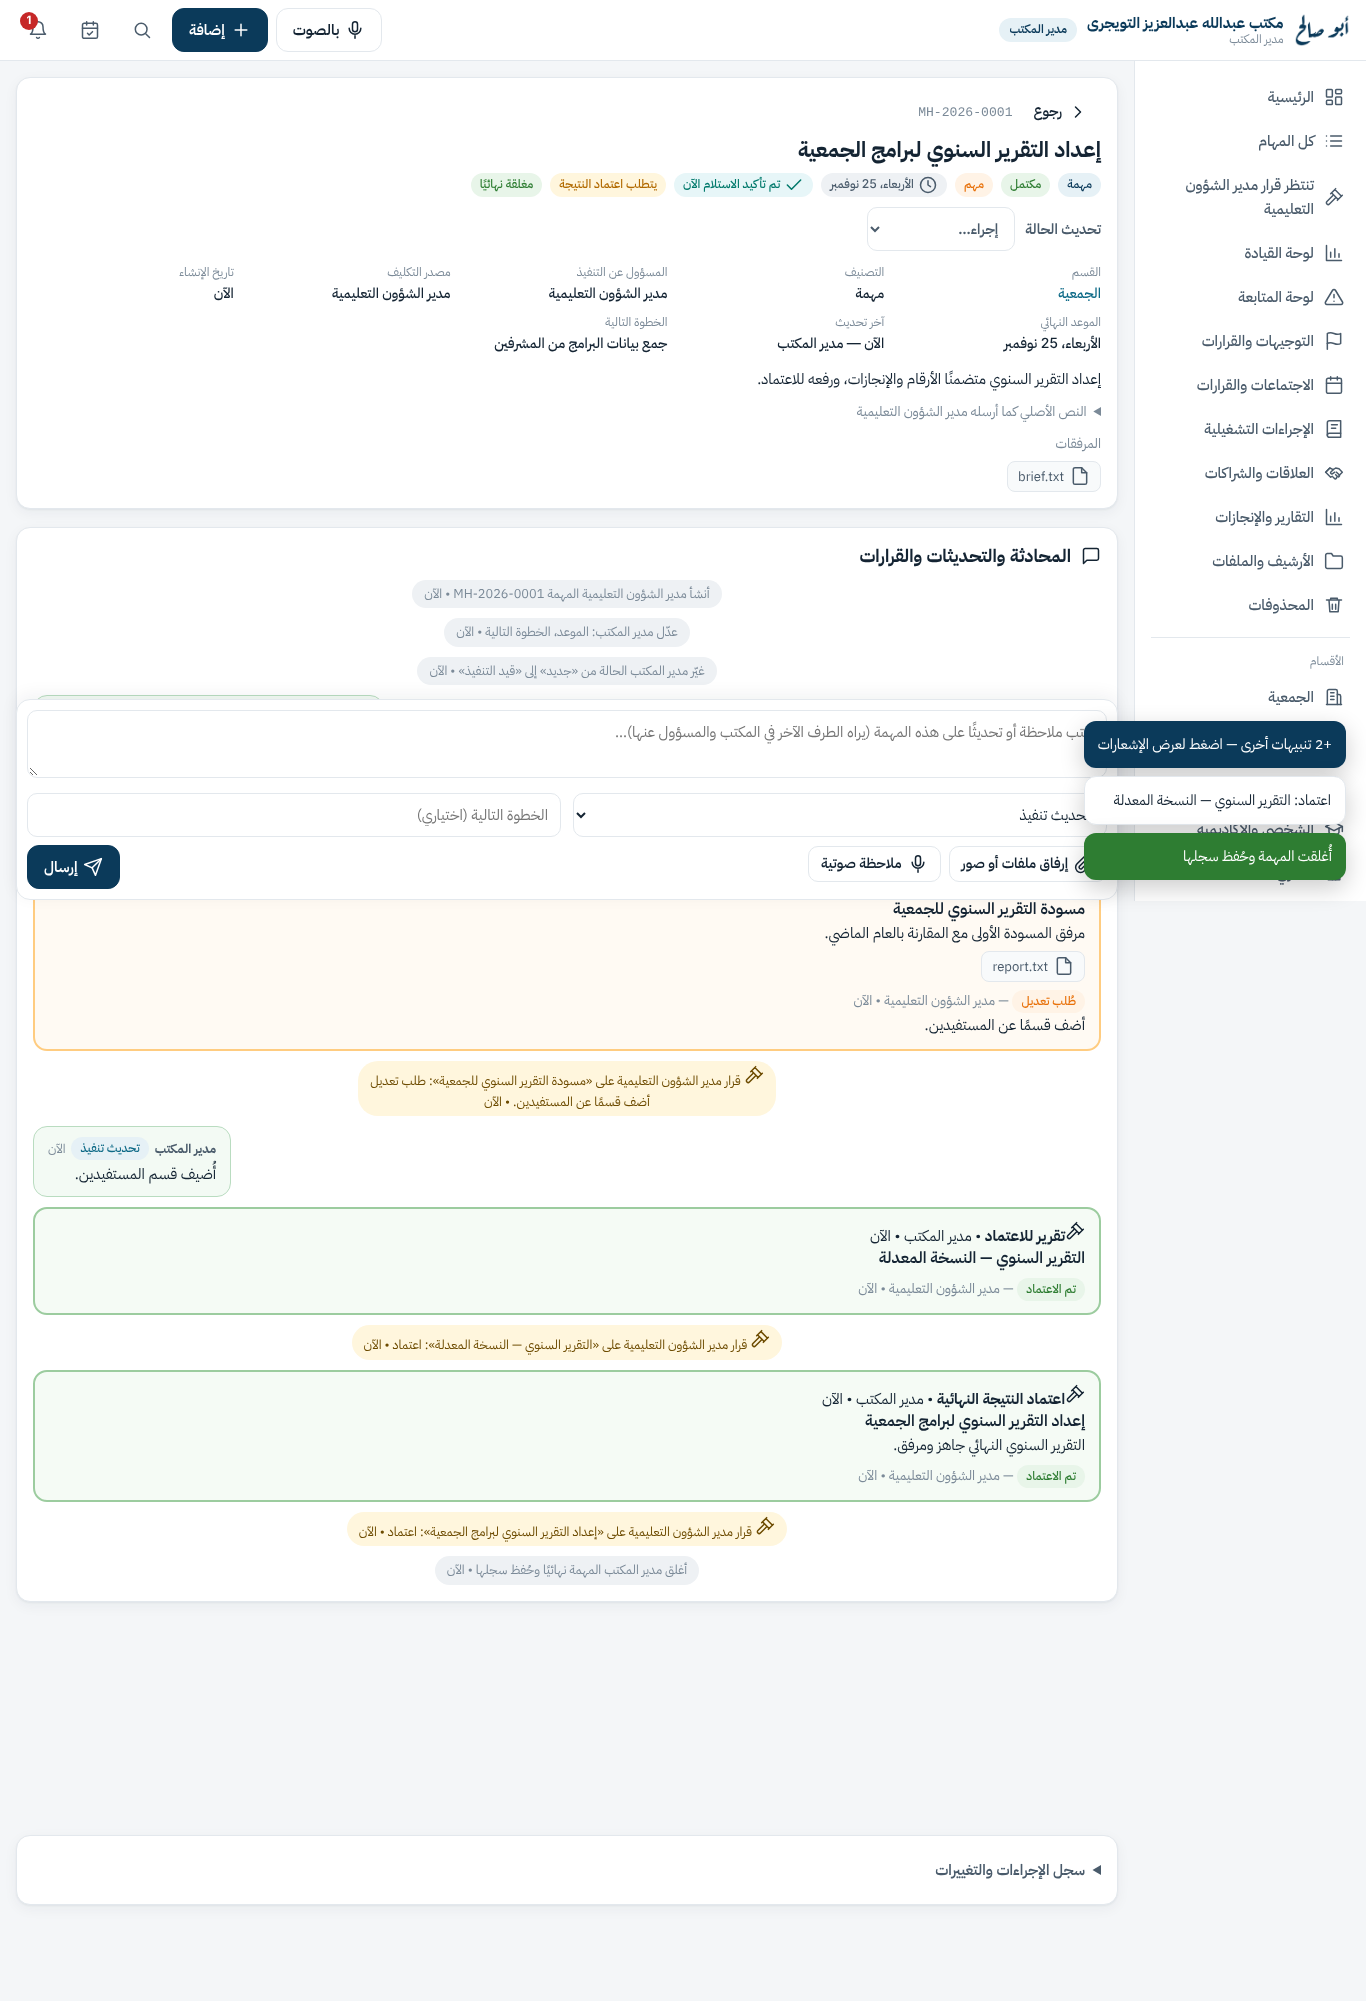 أبو صالح
مكتب عبدالله عبدالعزيز التويجري
مدير المكتب
مدير المكتب
بالصوت
إضافة
1
الرئيسية
كل المهام
تنتظر قرار مدير الشؤون
التعليمية
لوحة القيادة
لوحة المتابعة
التوجيهات والقرارات
الاجتماعات والقرارات
الإجراءات التشغيلية
العلاقات والشراكات
التقارير والإنجازات
الأرشيف والملفات
المحذوفات
الأقسام
الجمعية
+2 تنبيهات أخرى — اضغط لعرض الإشعارات
اعتماد: التقرير السنوي — النسخة المعدلة
الشخصي والأكاديمية
أُغلقت المهمة وحُفظ سجلها
رجوع MH-2026-0001
إعداد التقرير السنوي لبرامج الجمعية
مهمة مكتمل مهم الأربعاء، 25 نوفمبر تم تأكيد الاستلام الآن يتطلب اعتماد النتيجة مغلقة نهائيًا
تحديث الحالة إجراء...
القسم التصنيف المسؤول عن التنفيذ مصدر التكليف تاريخ الإنشاء
الجمعية مهمة مدير الشؤون التعليمية مدير الشؤون التعليمية الآن
الموعد النهائي آخر تحديث الخطوة التالية
الأربعاء، 25 نوفمبر الآن — مدير المكتب جمع بيانات البرامج من المشرفين
إعداد التقرير السنوي متضمنًا الأرقام والإنجازات، ورفعه للاعتماد.
النص الأصلي كما أرسله مدير الشؤون التعليمية
المرفقات
brief.txt
المحادثة والتحديثات والقرارات
أنشأ مدير الشؤون التعليمية المهمة MH-2026-0001 • الآن
عدّل مدير المكتب: الموعد، الخطوة التالية • الآن
غيّر مدير المكتب الحالة من «جديد» إلى «قيد التنفيذ» • الآن
ملاحظة أو تحديثًا على هذه المهمة (يراه الطرف الآخر في المكتب والمسؤول عنها)...
تنفيذ الخطوة التالية (اختياري)
إرفاق ملفات أو صور ملاحظة صوتية إرسال
مسودة التقرير السنوي للجمعية
مرفق المسودة الأولى مع المقارنة بالعام الماضي.
report.txt
طُلب تعديل — مدير الشؤون التعليمية • الآن
أضف قسمًا عن المستفيدين.
قرار مدير الشؤون التعليمية على «مسودة التقرير السنوي للجمعية»: طلب تعديل
أضف قسمًا عن المستفيدين. • الآن
مدير المكتب تحديث تنفيذ الآن
أُضيف قسم المستفيدين.
تقرير للاعتماد • مدير المكتب • الآن
التقرير السنوي — النسخة المعدلة
تم الاعتماد — مدير الشؤون التعليمية • الآن
قرار مدير الشؤون التعليمية على «التقرير السنوي — النسخة المعدلة»: اعتماد • الآن
اعتماد النتيجة النهائية • مدير المكتب • الآن
إعداد التقرير السنوي لبرامج الجمعية
التقرير السنوي النهائي جاهز ومرفق.
تم الاعتماد — مدير الشؤون التعليمية • الآن
قرار مدير الشؤون التعليمية على «إعداد التقرير السنوي لبرامج الجمعية»: اعتماد • الآن
أغلق مدير المكتب المهمة نهائيًا وحُفظ سجلها • الآن
سجل الإجراءات والتغييرات